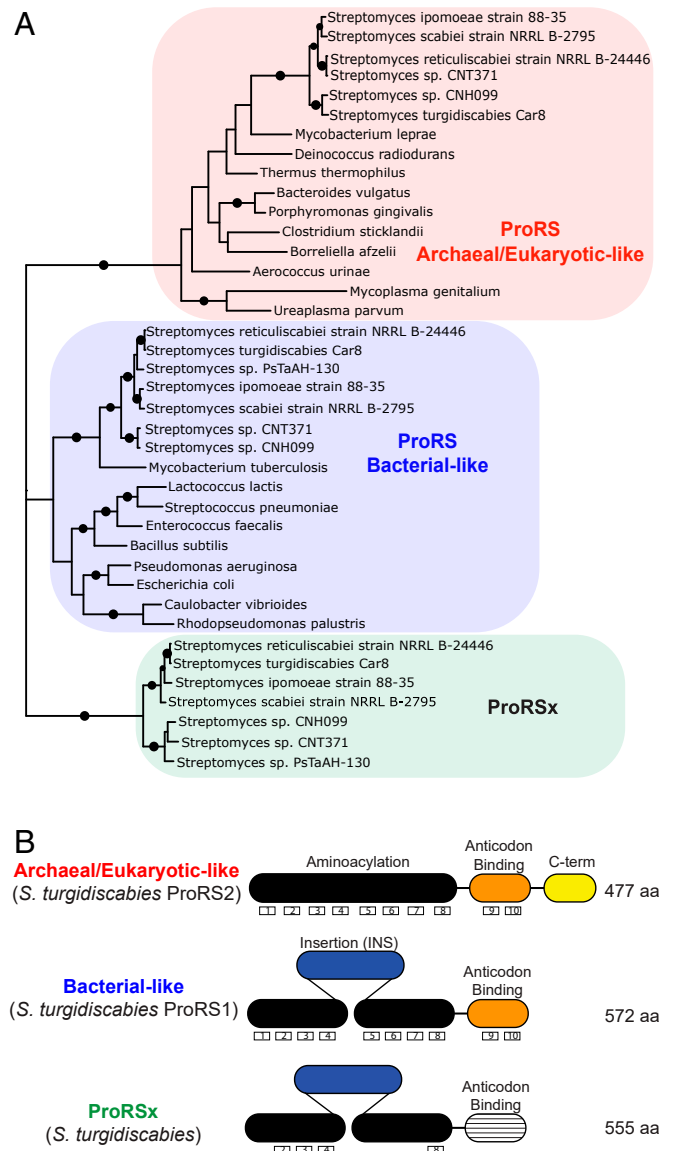 A
Streptomyces ipomoeae strain 88-35
Streptomyces scabiei strain NRRL B-2795
Streptomyces reticuliscabiei strain NRRL B-24446
Streptomyces sp. CNT371
Streptomyces sp. CNH099
Streptomyces turgidiscabies Car8
Mycobacterium leprae
Deinococcus radiodurans
Thermus thermophilus
Bacteroides vulgatus
Porphyromonas gingivalis
Clostridium sticklandii
Borreliella afzelii
Aerococcus urinae
Mycoplasma genitalium
Ureaplasma parvum
ProRS
Archaeal/Eukaryotic-like
Streptomyces reticuliscabiei strain NRRL B-24446
Streptomyces turgidiscabies Car8
Streptomyces sp. PsTaAH-130
Streptomyces ipomoeae strain 88-35
Streptomyces scabiei strain NRRL B-2795
Streptomyces sp. CNT371
Streptomyces sp. CNH099
Mycobacterium tuberculosis
Lactococcus lactis
Streptococcus pneumoniae
Enterococcus faecalis
Bacillus subtilis
Pseudomonas aeruginosa
Escherichia coli
Caulobacter vibrioides
Rhodopseudomonas palustris
ProRS
Bacterial-like
Streptomyces reticuliscabiei strain NRRL B-24446
Streptomyces turgidiscabies Car8
Streptomyces ipomoeae strain 88-35
Streptomyces scabiei strain NRRL B-2795
Streptomyces sp. CNH099
Streptomyces sp. CNT371
Streptomyces sp. PsTaAH-130
ProRSx
B
Archaeal/Eukaryotic-like
(S. turgidiscabies ProRS2)
Aminoacylation
Anticodon
Binding
C-term
477 aa
1 2 3 4 5 6 7 8 9 10
Insertion (INS)
Bacterial-like
(S. turgidiscabies ProRS1)
Anticodon
Binding
572 aa
1 2 3 4 5 6 7 8 9 10
ProRSx
(S. turgidiscabies)
Anticodon
Binding
555 aa
2 3 4 8